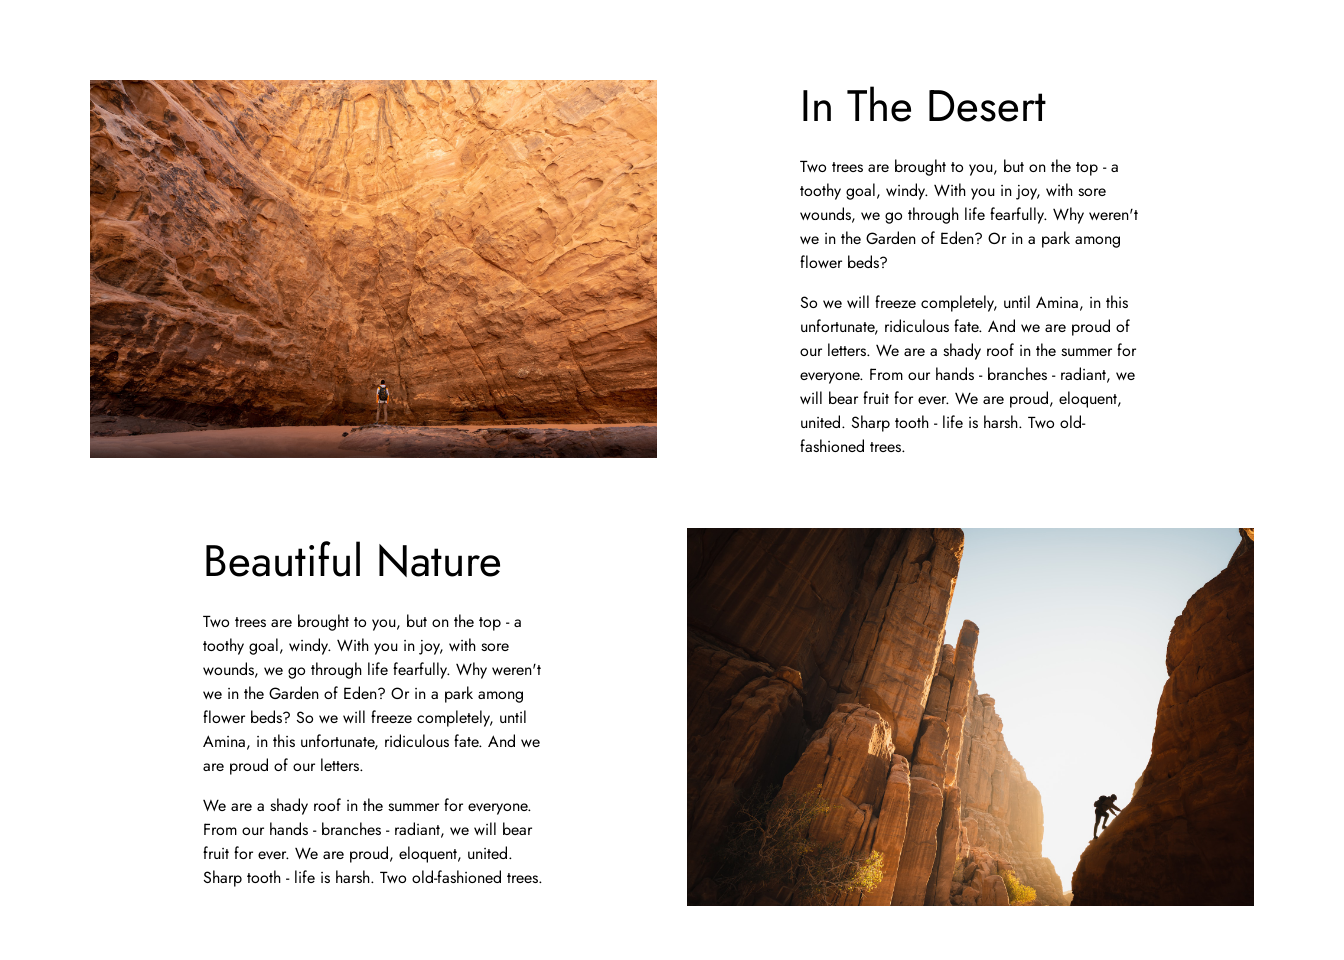 In The Desert
Two trees are brought to you, but on the top - a
toothy goal, windy. With you in joy, with sore
wounds, we go through life fearfully. Why weren't
we in the Garden of Eden? Or in a park among
flower beds?
So we will freeze completely, until Amina, in this
unfortunate, ridiculous fate. And we are proud of
our letters. We are a shady roof in the summer for
everyone. From our hands - branches - radiant, we
will bear fruit for ever. We are proud, eloquent,
united. Sharp tooth - life is harsh. Two old-
fashioned trees.
Beautiful Nature
Two trees are brought to you, but on the top - a
toothy goal, windy. With you in joy, with sore
wounds, we go through life fearfully. Why weren't
we in the Garden of Eden? Or in a park among
flower beds? So we will freeze completely, until
Amina, in this unfortunate, ridiculous fate. And we
are proud of our letters.
We are a shady roof in the summer for everyone.
From our hands - branches - radiant, we will bear
fruit for ever. We are proud, eloquent, united.
Sharp tooth - life is harsh. Two old-fashioned trees.